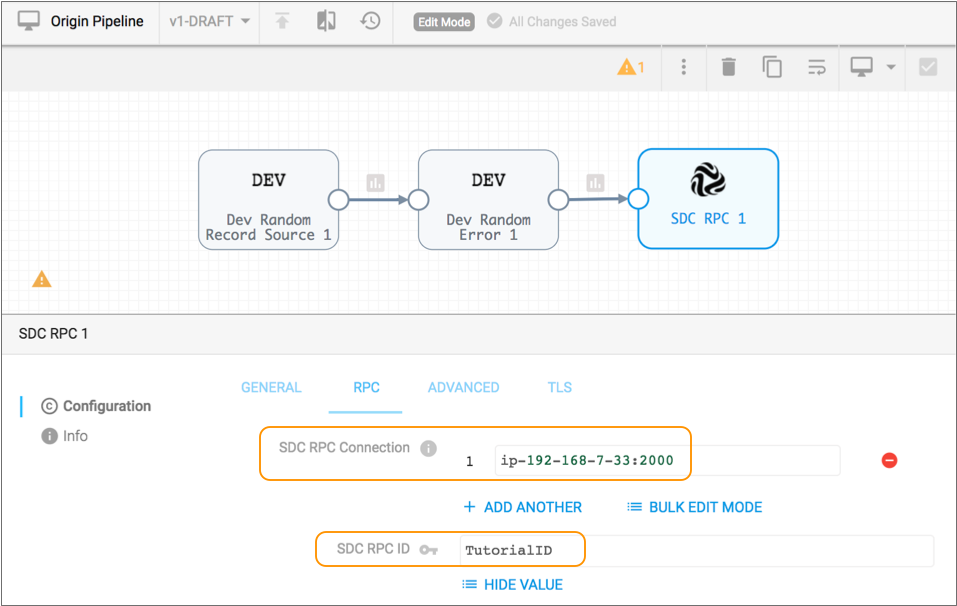 Origin Pipeline
v1-DRAFT
Edit Mode
All Changes Saved
1
DEV
Dev Random
Record Source 1
DEV
Dev Random
Error 1
SDC RPC 1
SDC RPC 1
GENERAL
RPC
ADVANCED
TLS
C Configuration
i Info
SDC RPC Connection i
1
ip-192-168-7-33:2000
+ ADD ANOTHER
BULK EDIT MODE
SDC RPC ID
TutorialID
HIDE VALUE